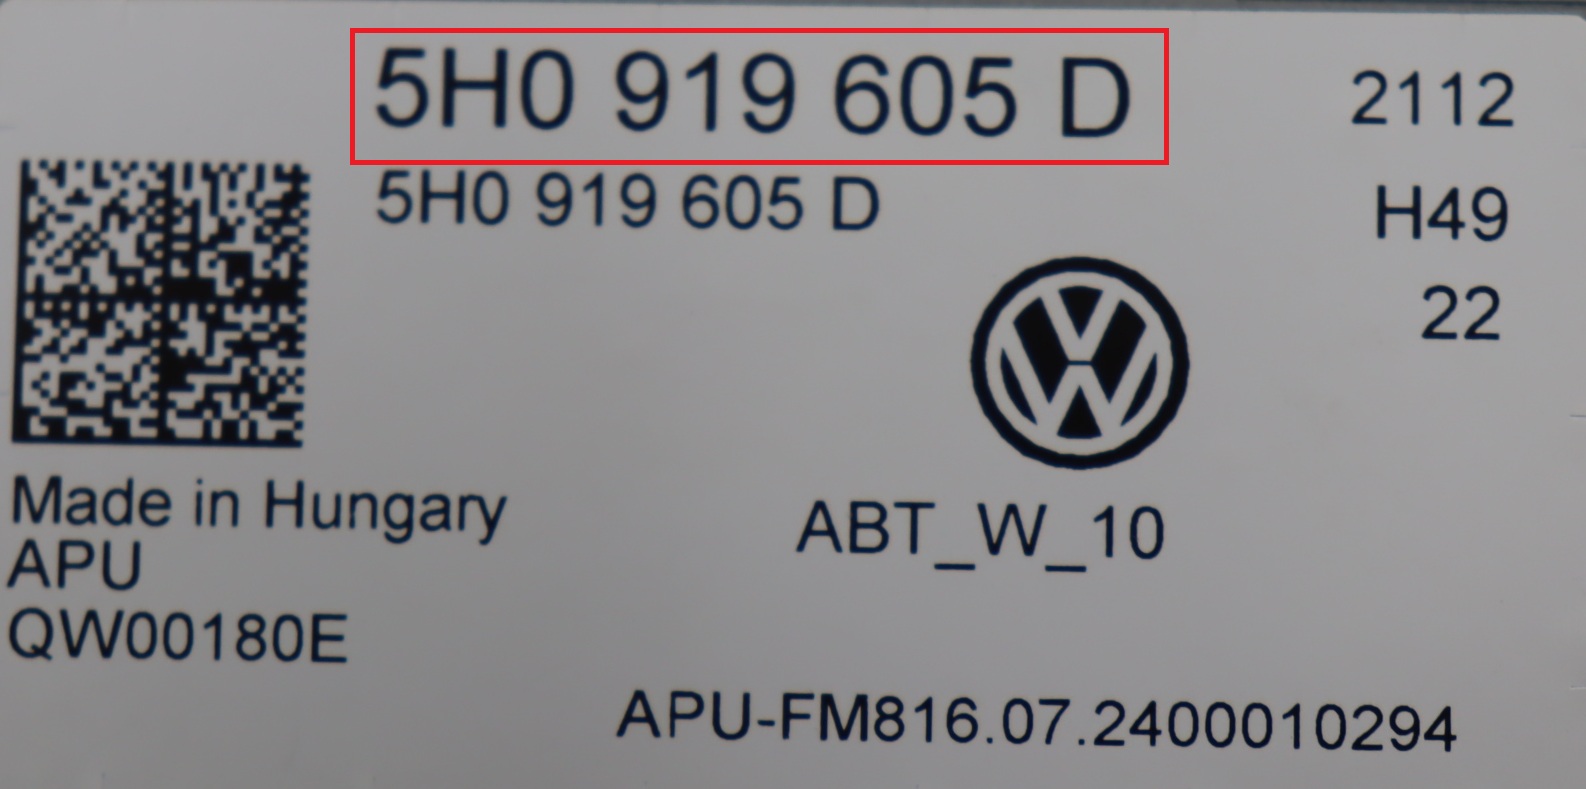 5H0 919 605 D
2112
5H0 919 605 D
H49
22
Made in Hungary
APU
QW00180E
ABT_W_10
APU-FM816.07.2400010294